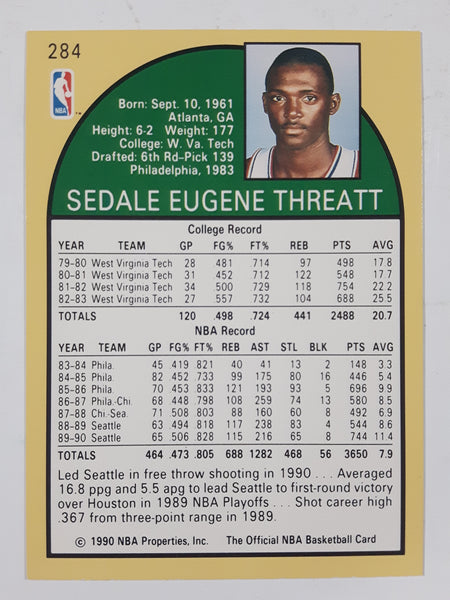 284
NBA
Born: Sept. 10, 1961
Atlanta, GA
Height: 6-2 Weight: 177
College: W. Va. Tech
Drafted: 6th Rd-Pick 139
Philadelphia, 1983
SEDALE EUGENE THREATT
College Record
YEAR TEAM GP FG% FT% REB PTS AVG
79-80 West Virginia Tech 28 .481 .714 97 498 17.8
80-81 West Virginia Tech 31 .452 .712 122 548 17.7
81-82 West Virginia Tech 34 .500 .729 118 754 22.2
82-83 West Virginia Tech 27 .557 .732 104 688 25.5
TOTALS 120 .498 .724 441 2488 20.7
NBA Record
YEAR TEAM GP FG% FT% REB AST STL BLK PTS AVG
83-84 Phila. 45 .419 .821 40 41 13 2 148 3.3
84-85 Phila. 82 .452 .733 99 175 80 16 446 5.4
85-86 Phila. 70 .453 .833 121 193 93 5 696 9.9
86-87 Phila.-Chi. 68 .448 .798 108 259 74 13 580 8.5
87-88 Chi.-Sea. 71 .508 .803 88 160 60 8 492 6.9
88-89 Seattle 63 .494 .818 117 238 83 4 544 8.6
89-90 Seattle 65 .506 .828 115 216 65 8 744 11.4
TOTALS 464 .473 .805 688 1282 468 56 3650 7.9
Led Seattle in free throw shooting in 1990 . . . Averaged
16.8 ppg and 5.5 apg to lead Seattle to first-round victory
over Houston in 1989 NBA Playoffs . . . Shot career high
.367 from three-point range in 1989.
© 1990 NBA Properties, Inc. The Official NBA Basketball Card